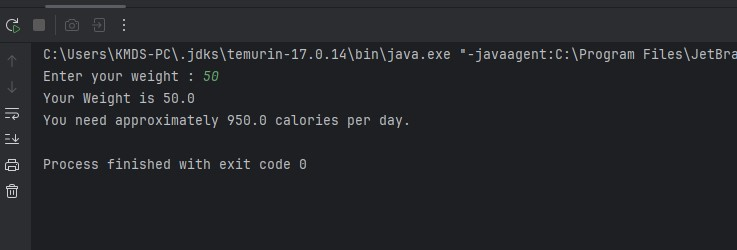 C:\Users\KMDS-PC\.jdks\temurin-17.0.14\bin\java.exe "-javaagent:C:\Program Files\JetBra
Enter your weight : 50
Your Weight is 50.0
You need approximately 950.0 calories per day.
Process finished with exit code 0